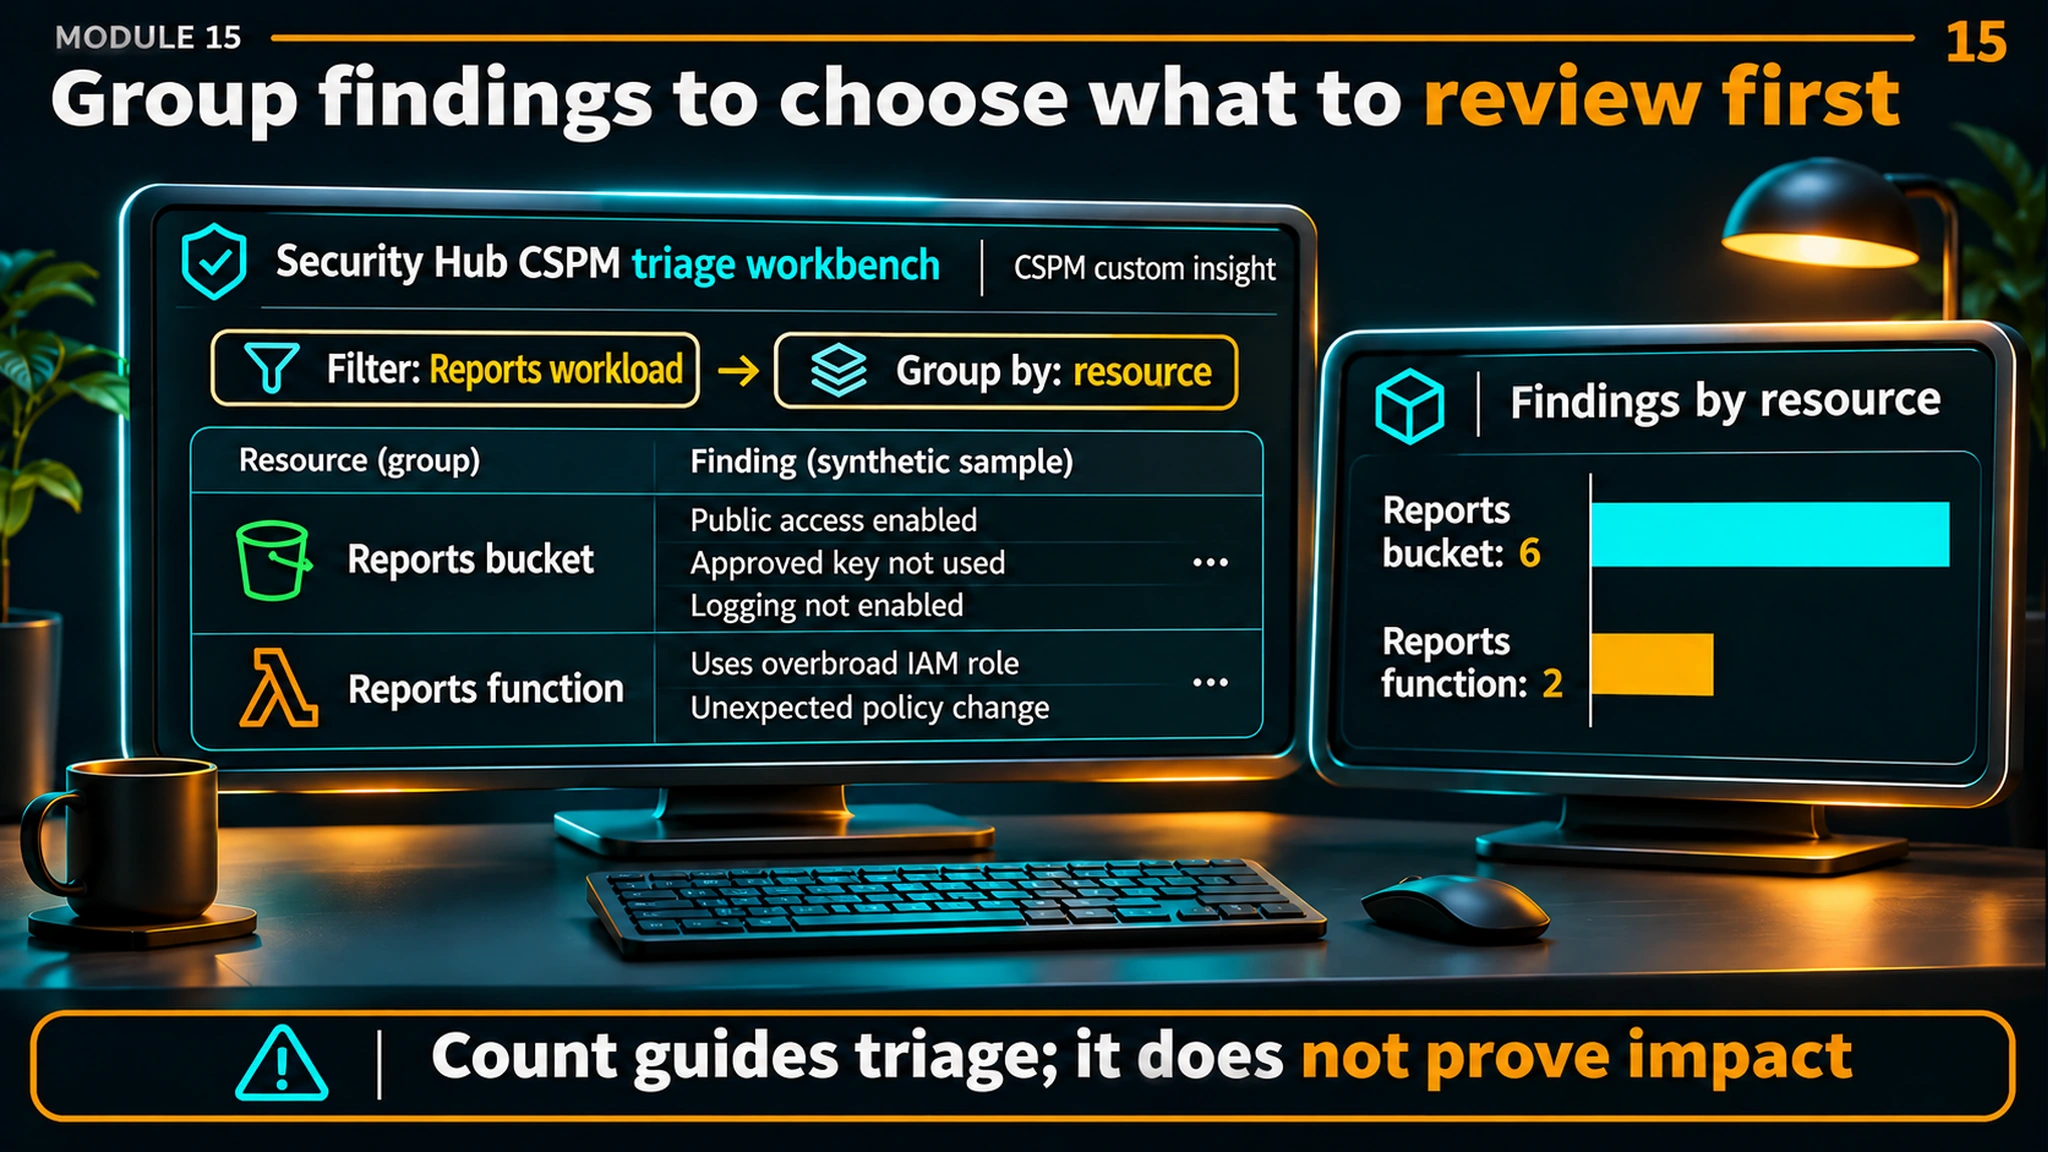 MODULE 15
15
Group findings to choose what to review first
Security Hub CSPM triage workbench
CSPM custom insight
Filter: Reports workload
→
Group by: resource
Resource (group)
Finding (synthetic sample)
Reports bucket
Public access enabled
Approved key not used
Logging not enabled
...
Reports function
Uses overbroad IAM role
Unexpected policy change
...
Findings by resource
Reports
bucket: 6
Reports
function: 2
Count guides triage; it does not prove impact